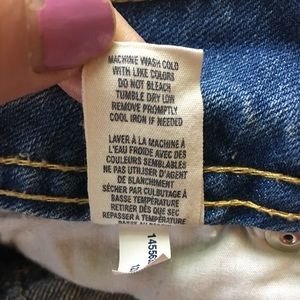 MACHINE WASH COLD
WITH LIKE COLORS
DO NOT BLEACH
TUMBLE DRY LOW
REMOVE PROMPTLY
COOL IRON IF NEEDED
LAVER À LA MACHINE À
L'EAU FROIDE AVEC DES
COULEURS SEMBLABLES
NE PAS UTILISER D'AGENT
DE BLANCHIMENT
SÉCHER PAR CULBUTAGE À
BASSE TEMPÉRATURE
RETIRER DÈS QUE SEC
REPASSER À TEMPÉRATURE
14556